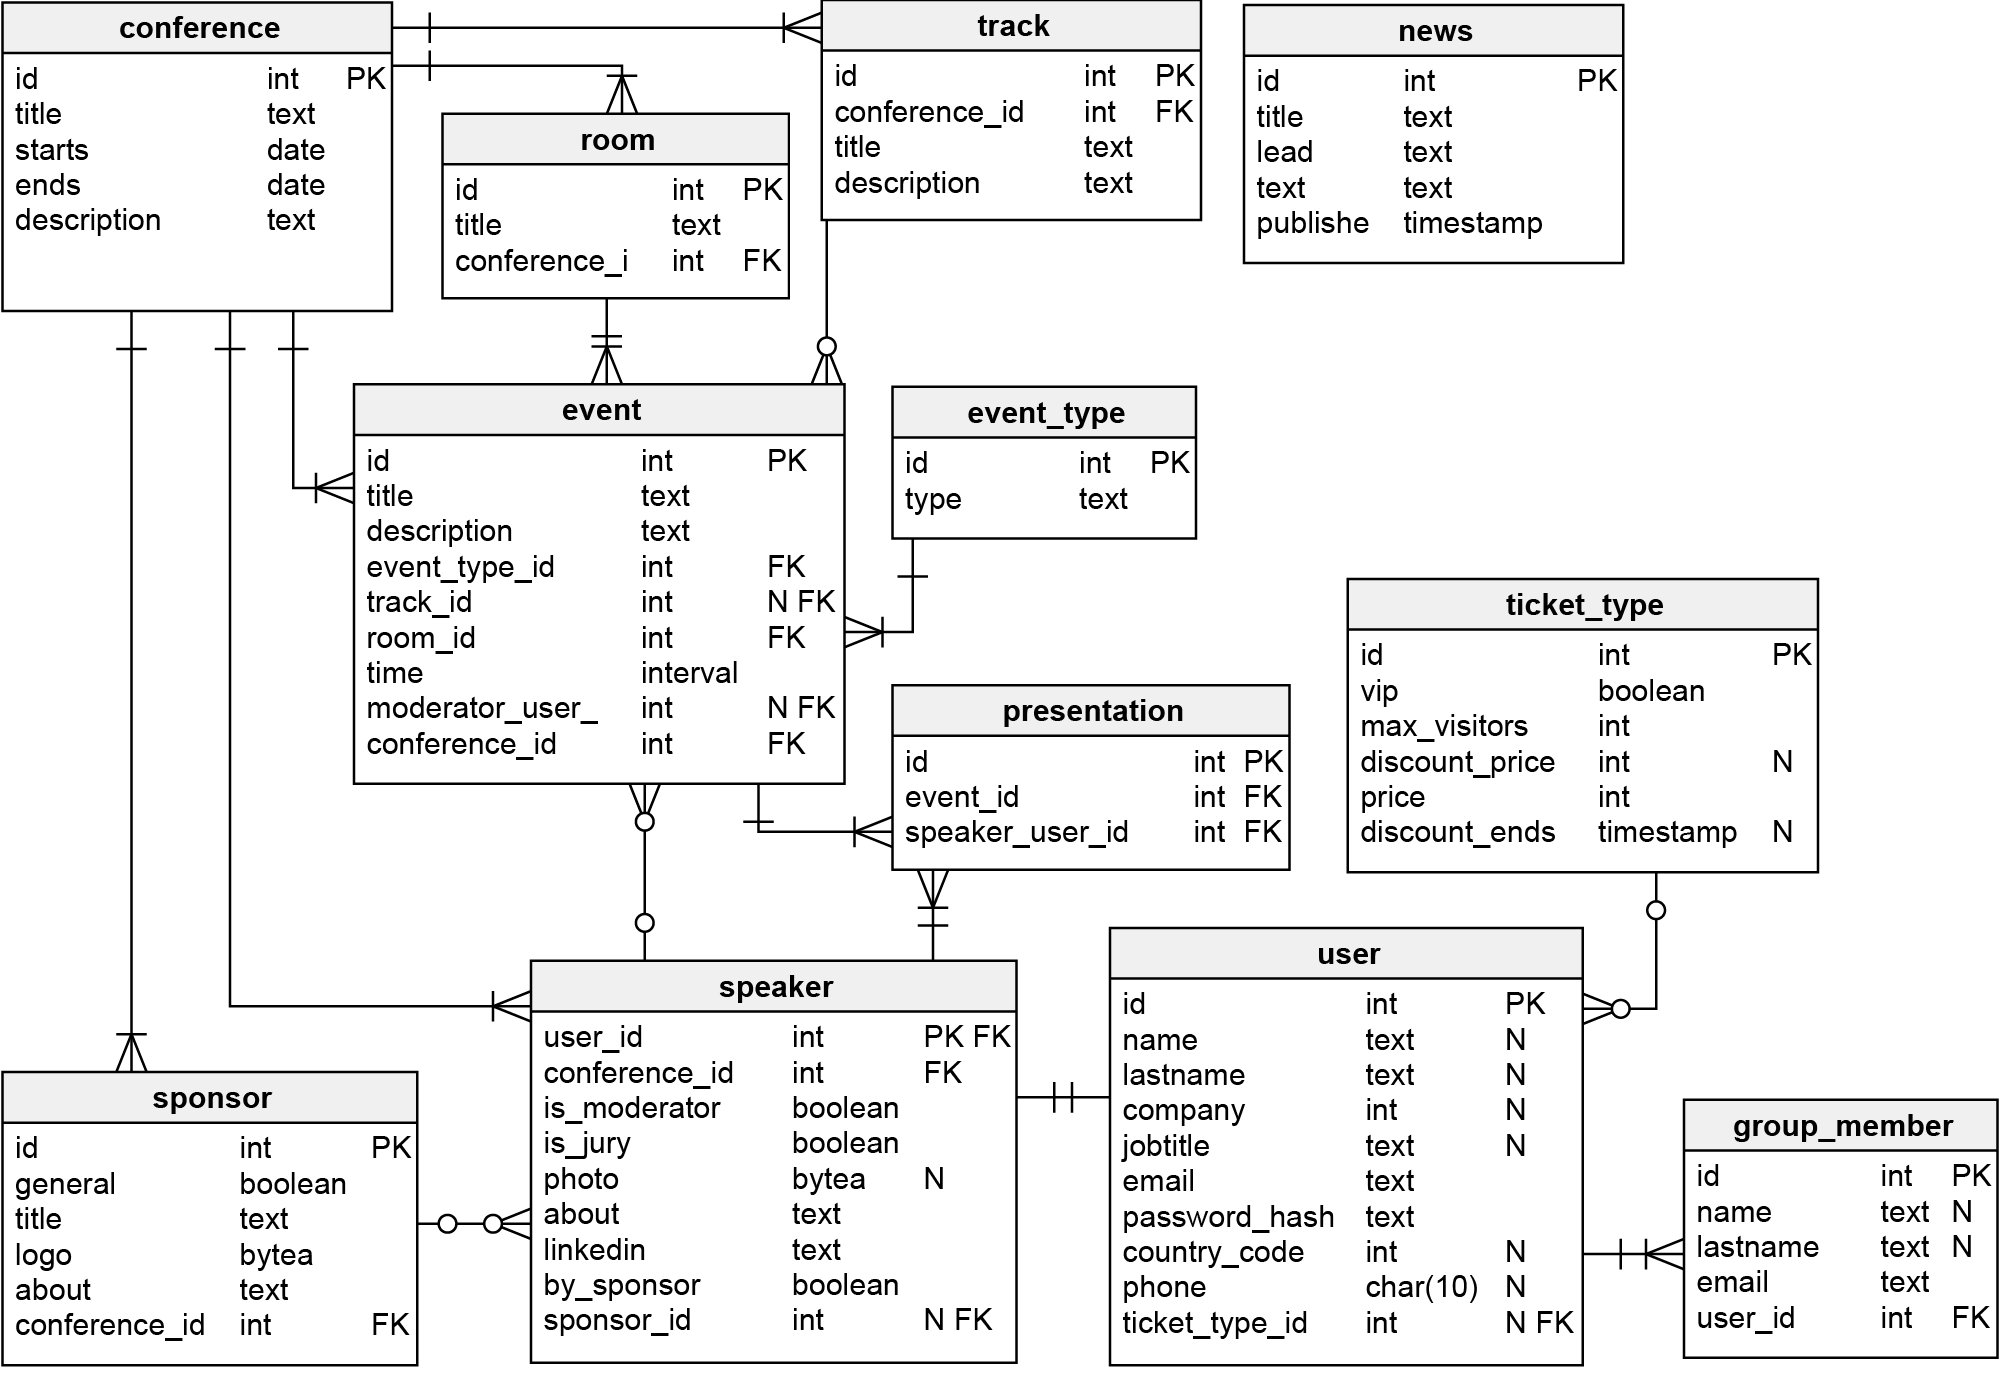 conference
id int PK
title text
starts date
ends date
description text
track
id int PK
conference_id int FK
title text
description text
news
id int PK
title text
lead text
text text
publishe timestamp
room
id int PK
title text
conference_i int FK
event
id int PK
title text
description text
event_type_id int FK
track_id int N FK
room_id int FK
time interval
moderator_user_ int N FK
conference_id int FK
event_type
id int PK
type text
ticket_type
id int PK
vip boolean
max_visitors int
discount_price int N
price int
discount_ends timestamp N
presentation
id int PK
event_id int FK
speaker_user_id int FK
user
id int PK
name text N
lastname text N
company int N
jobtitle text N
email text
password_hash text
country_code int N
phone char(10) N
ticket_type_id int N FK
speaker
user_id int PK FK
conference_id int FK
is_moderator boolean
is_jury boolean
photo bytea N
about text
linkedin text
by_sponsor boolean
sponsor_id int N FK
sponsor
id int PK
general boolean
title text
logo bytea
about text
conference_id int FK
group_member
id int PK
name text N
lastname text N
email text
user_id int FK